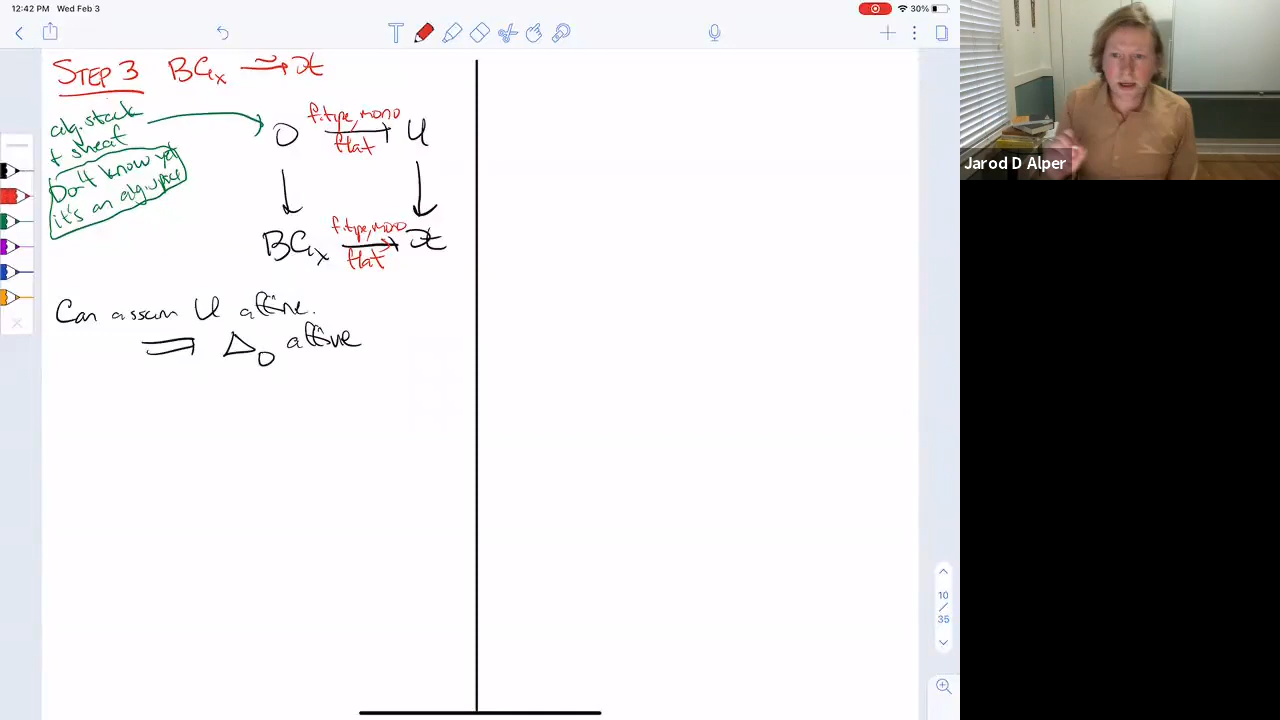 12:42 PM Wed Feb 3
30%
STEP 3 BG_x ⥲ 𝒳
alg. stack
+ sheaf
Don't know yet
it's an alg. space
f.type, mono
O → U
flat
f.type, mono
BG_x → 𝒳
flat
Can assum U affine.
⟹ Δ_O affine
Jarod D Alper
10
/
35